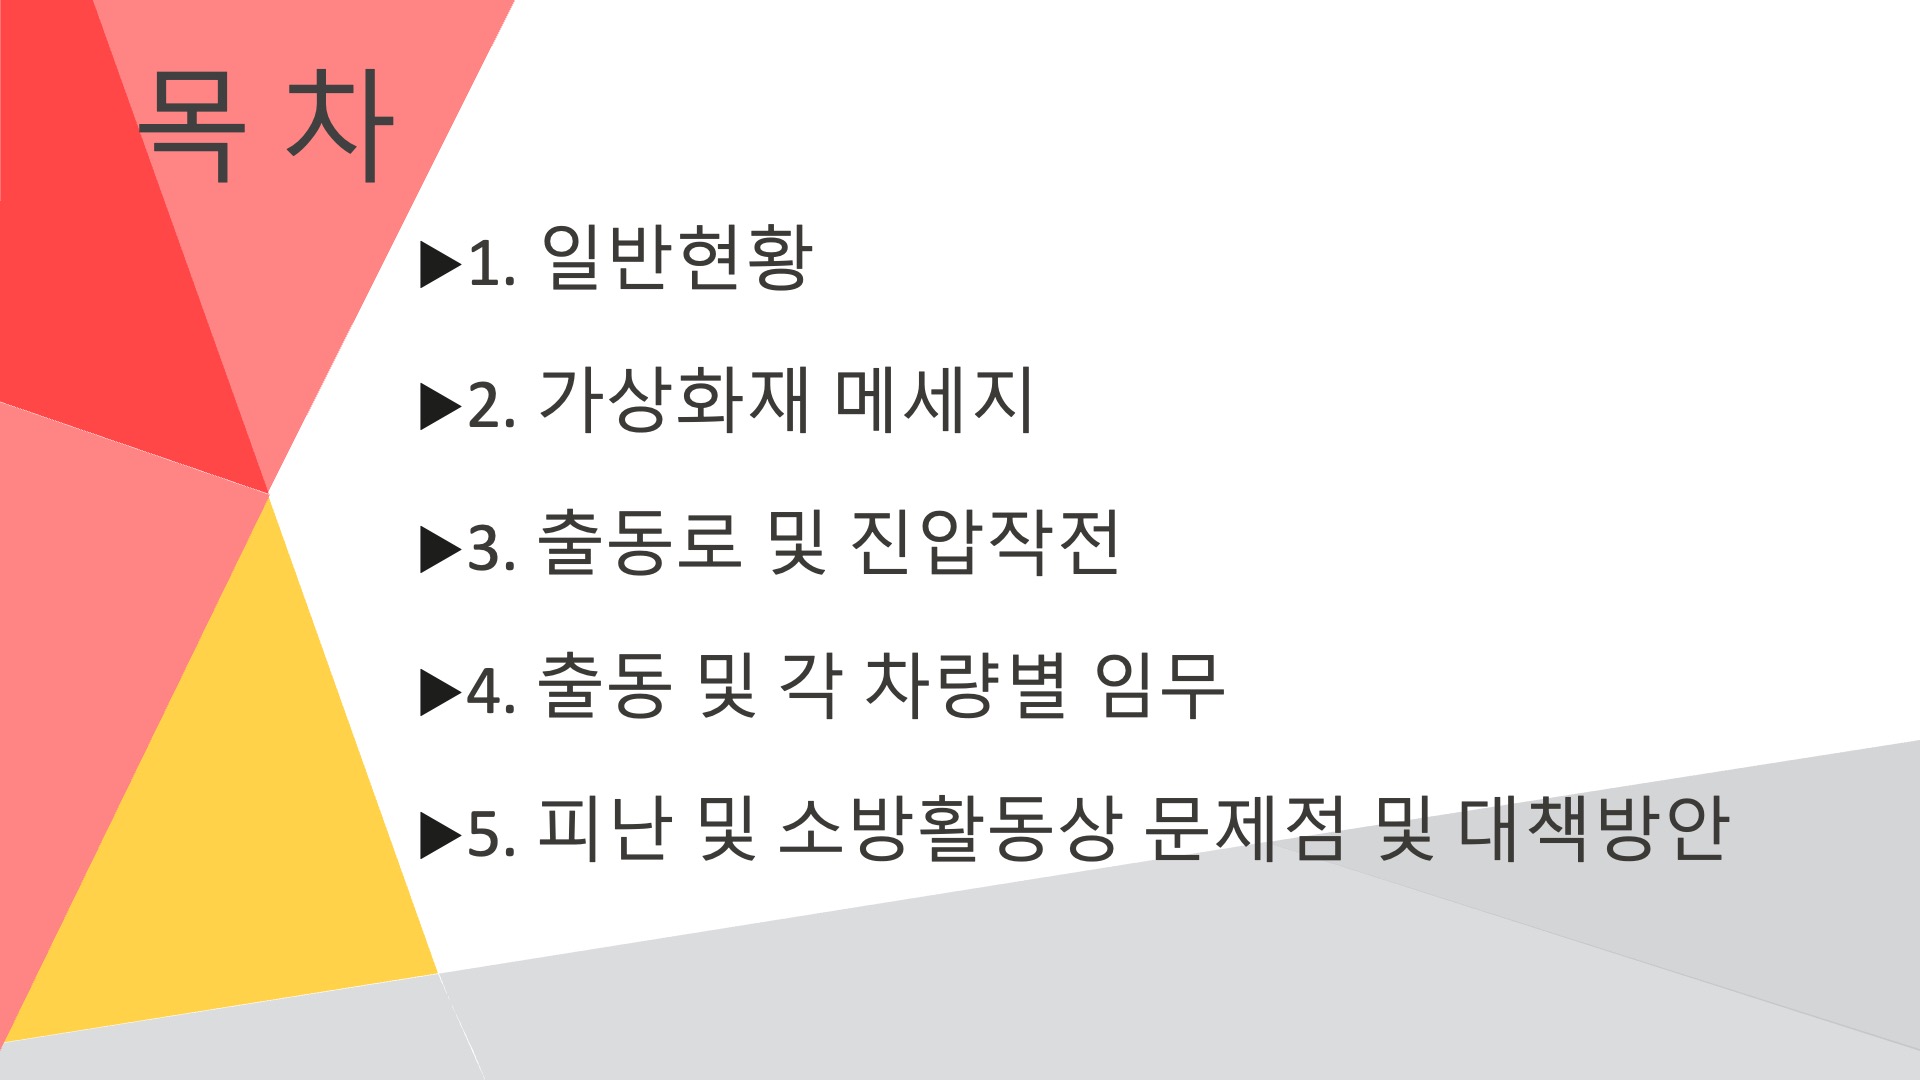 목 차
▶1. 일반현황
▶2. 가상화재 메세지
▶3. 출동로 및 진압작전
▶4. 출동 및 각 차량별 임무
▶5. 피난 및 소방활동상 문제점 및 대책방안